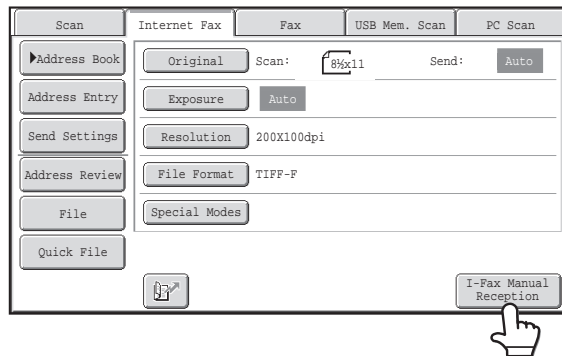 Scan Internet Fax Fax USB Mem. Scan PC Scan
Address Book Original Scan: 8½x11 Send: Auto
Address Entry Exposure Auto
Send Settings Resolution 200X100dpi
Address Review File Format TIFF-F
File Special Modes
Quick File
I-Fax Manual
Reception